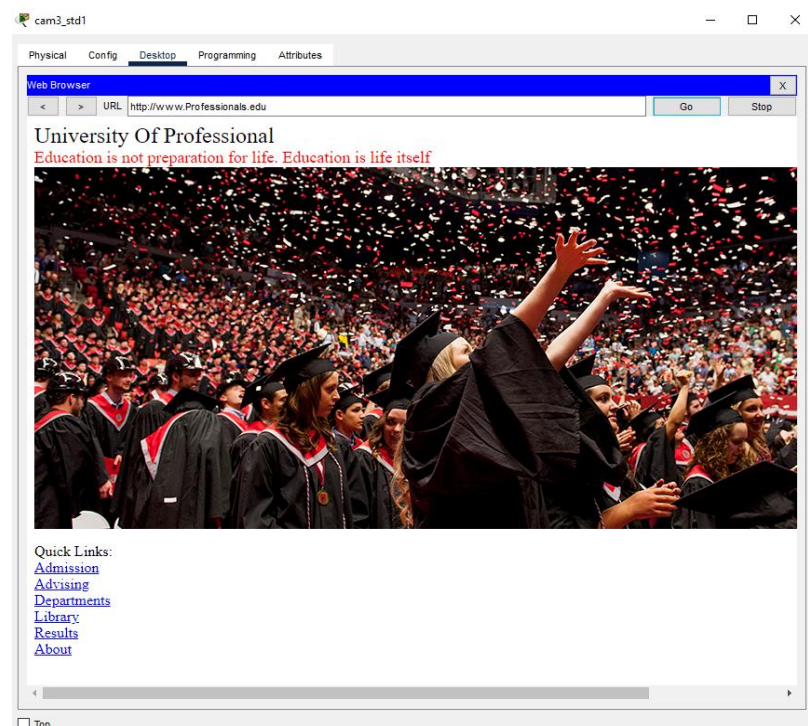 cam3_std1
Physical Config Desktop Programming Attributes
Web Browser X
< > URL http://www.Professionals.edu Go Stop
University Of Professional
Education is not preparation for life. Education is life itself
Quick Links:
Admission
Advising
Departments
Library
Results
About
Top